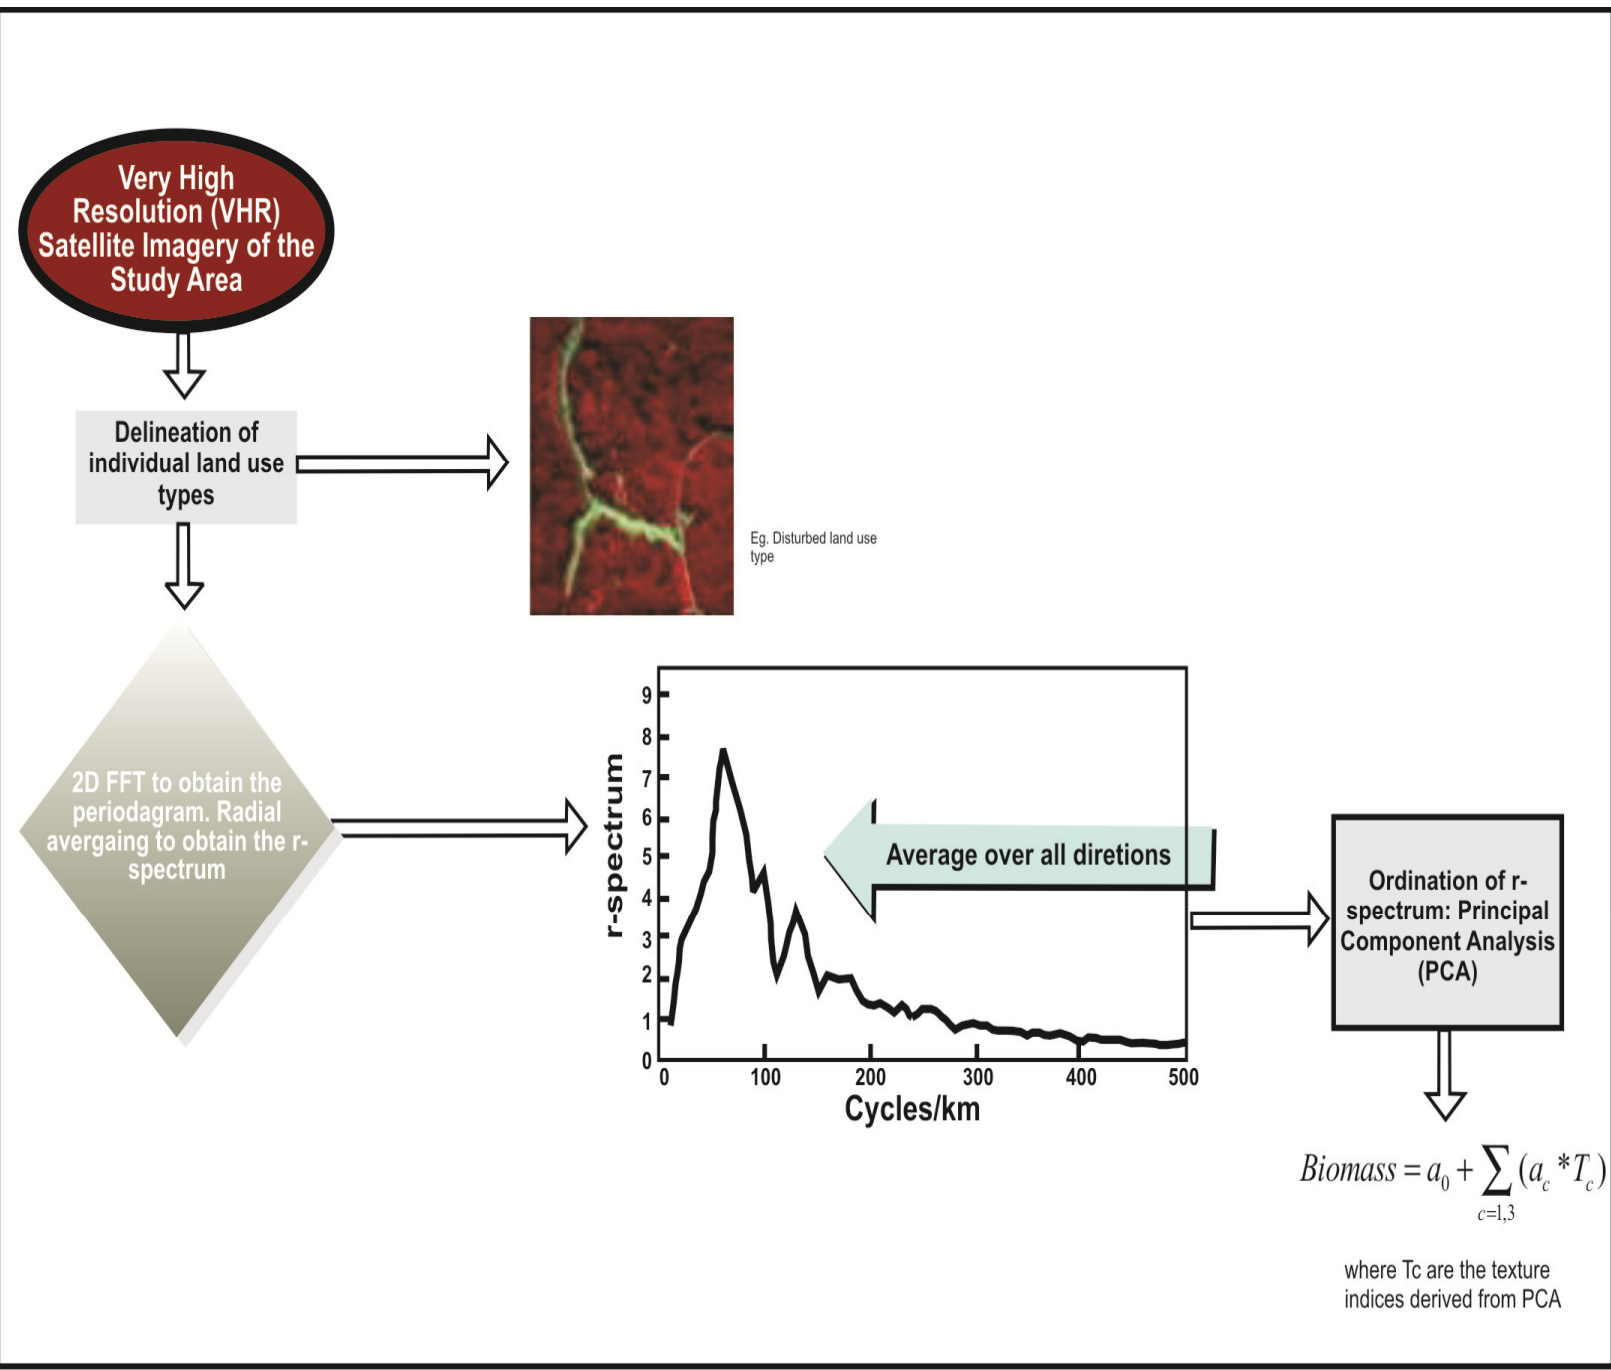 Very High
Resolution (VHR)
Satellite Imagery of the
Study Area
Delineation of
individual land use
types
Eg. Disturbed land use
type
2D FFT to obtain the
periodagram. Radial
avergaing to obtain the r-
spectrum
r-spectrum
9
8
7
6
5
4
3
2
1
0
0 100 200 300 400 500
Cycles/km
Average over all diretions
Ordination of r-
spectrum: Principal
Component Analysis
(PCA)
Biomass = a₀ + ∑ (a_c * T_c)
c=1,3
where Tc are the texture
indices derived from PCA